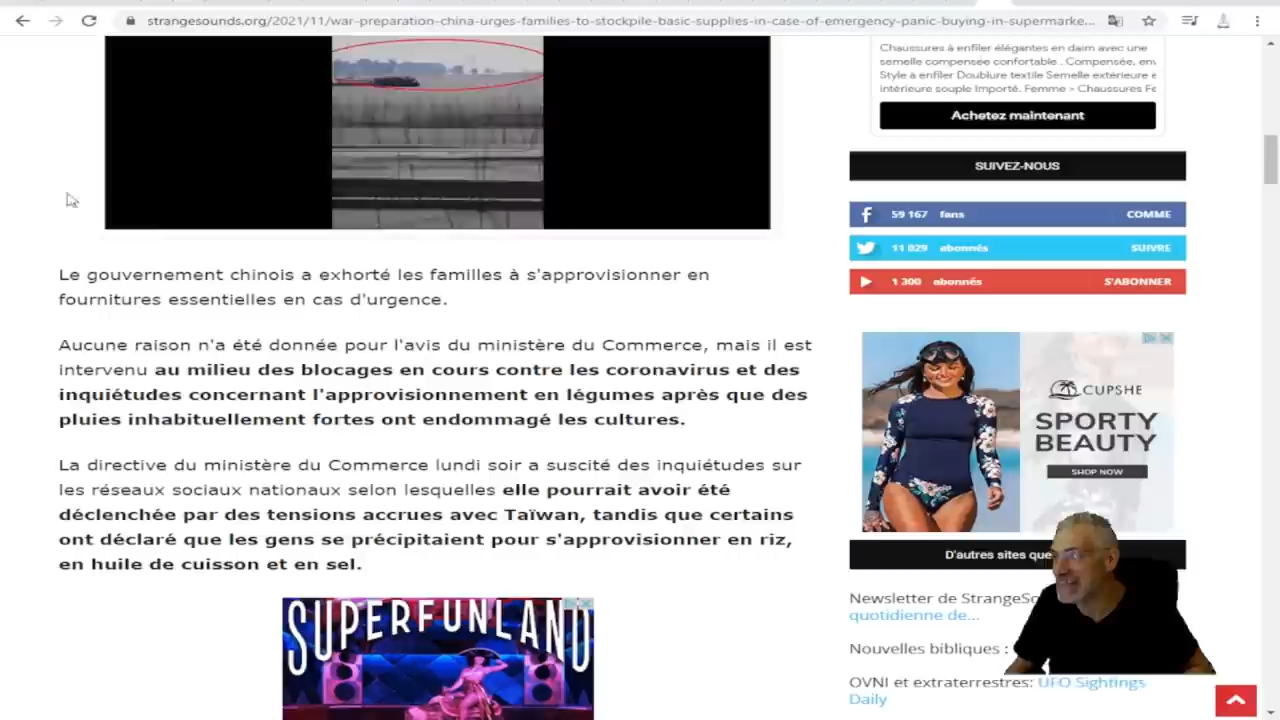 strangesounds.org/2021/11/war-preparation-china-urges-families-to-stockpile-basic-supplies-in-case-of-emergency-panic-buying-in-supermarke...
Le gouvernement chinois a exhorté les familles à s'approvisionner en
fournitures essentielles en cas d'urgence.
Aucune raison n'a été donnée pour l'avis du ministère du Commerce, mais il est
intervenu au milieu des blocages en cours contre les coronavirus et des
inquiétudes concernant l'approvisionnement en légumes après que des
pluies inhabituellement fortes ont endommagé les cultures.
La directive du ministère du Commerce lundi soir a suscité des inquiétudes sur
les réseaux sociaux nationaux selon lesquelles elle pourrait avoir été
déclenchée par des tensions accrues avec Taïwan, tandis que certains
ont déclaré que les gens se précipitaient pour s'approvisionner en riz,
en huile de cuisson et en sel.
SUPERFUNLAND
Chaussures à enfiler élégantes en daim avec une
semelle compensée confortable . Compensée, env
Style à enfiler Doublure textile Semelle extérieure e
intérieure souple Importé. Femme > Chaussures Fe
Achetez maintenant
SUIVEZ-NOUS
59 167 fans COMME
11 029 abonnés SUIVRE
1 300 abonnés S'ABONNER
CUPSHE
SPORTY
BEAUTY
SHOP NOW
D'autres sites que
Newsletter de StrangeSo
quotidienne de...
Nouvelles bibliques :
OVNI et extraterrestres: UFO Sightings
Daily